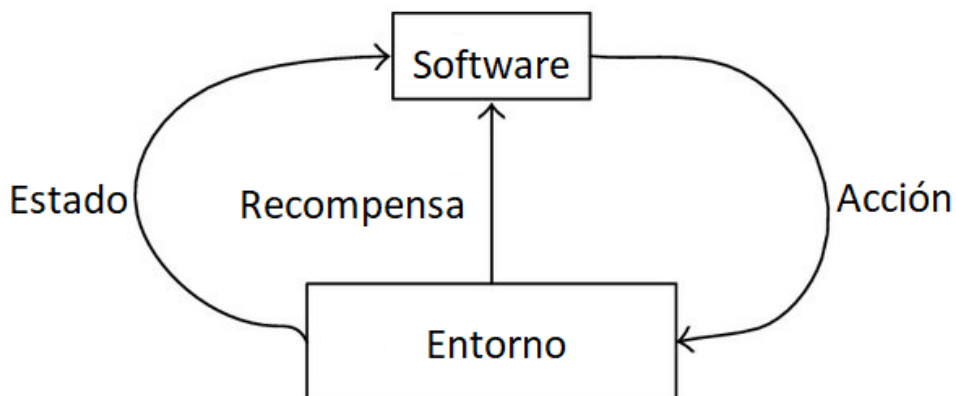 Software
Estado
Recompensa
Acción
Entorno